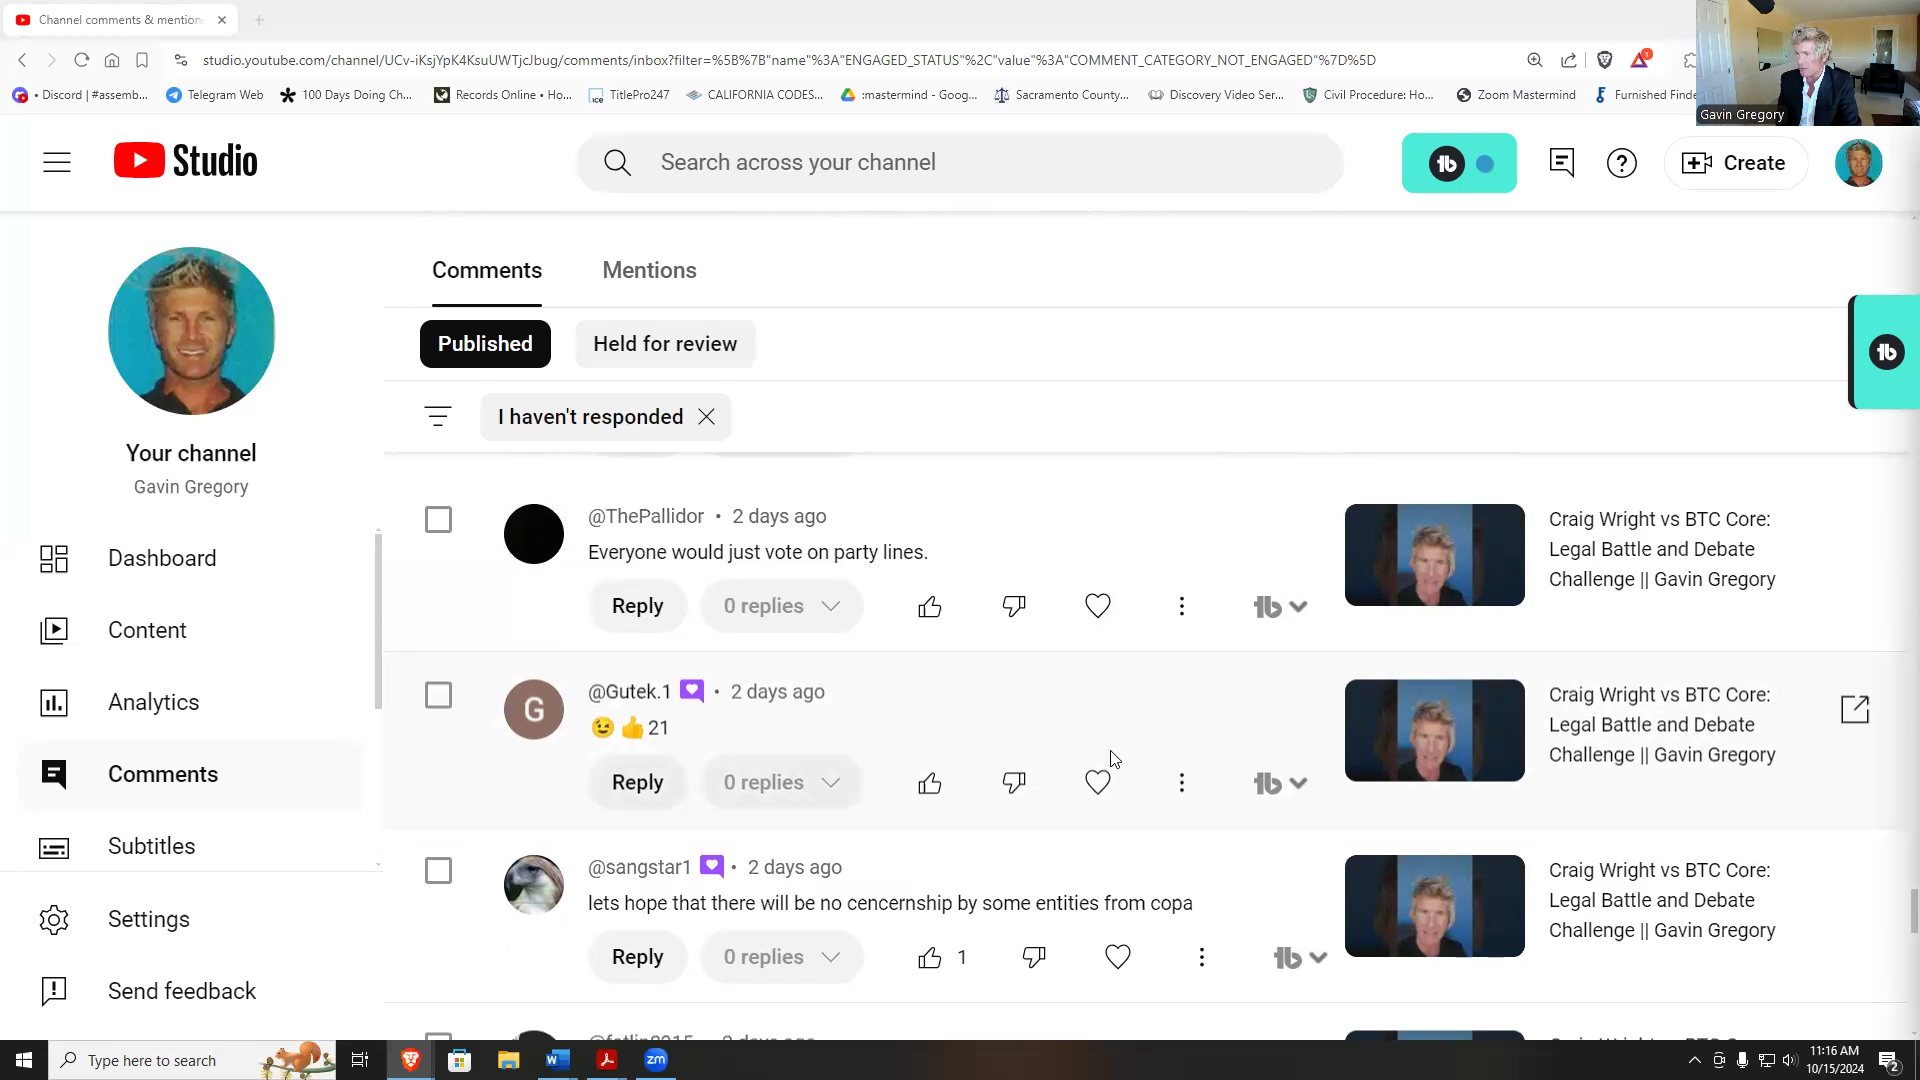 Channel comments & mention
studio.youtube.com/channel/UCv-iKsjYpK4KsuUWTjcJbug/comments/inbox?filter=%5B%7B"name"%3A"ENGAGED_STATUS"%2C"value"%3A"COMMENT_CATEGORY_NOT_ENGAGED"%7D%5D
1
• Discord | #assemb...
Telegram Web
100 Days Doing Ch...
Records Online • Ho...
TitlePro247
CALIFORNIA CODES...
:mastermind - Goog...
Sacramento County...
Discovery Video Ser...
Civil Procedure: Ho...
Zoom Mastermind
Furnished Finde
Gavin Gregory
Studio
Search across your channel
Create
Your channel
Gavin Gregory
Dashboard
Content
Analytics
Comments
Subtitles
Settings
Send feedback
Comments
Mentions
Published
Held for review
I haven't responded
@ThePallidor • 2 days ago
Everyone would just vote on party lines.
Reply
0 replies
Craig Wright vs BTC Core:
Legal Battle and Debate
Challenge || Gavin Gregory
G
@Gutek.1 • 2 days ago
😉 👍 21
Reply
0 replies
Craig Wright vs BTC Core:
Legal Battle and Debate
Challenge || Gavin Gregory
@sangstar1 • 2 days ago
lets hope that there will be no cencernship by some entities from copa
Reply
0 replies
1
Craig Wright vs BTC Core:
Legal Battle and Debate
Challenge || Gavin Gregory
Type here to search
11:16 AM
10/15/2024
2